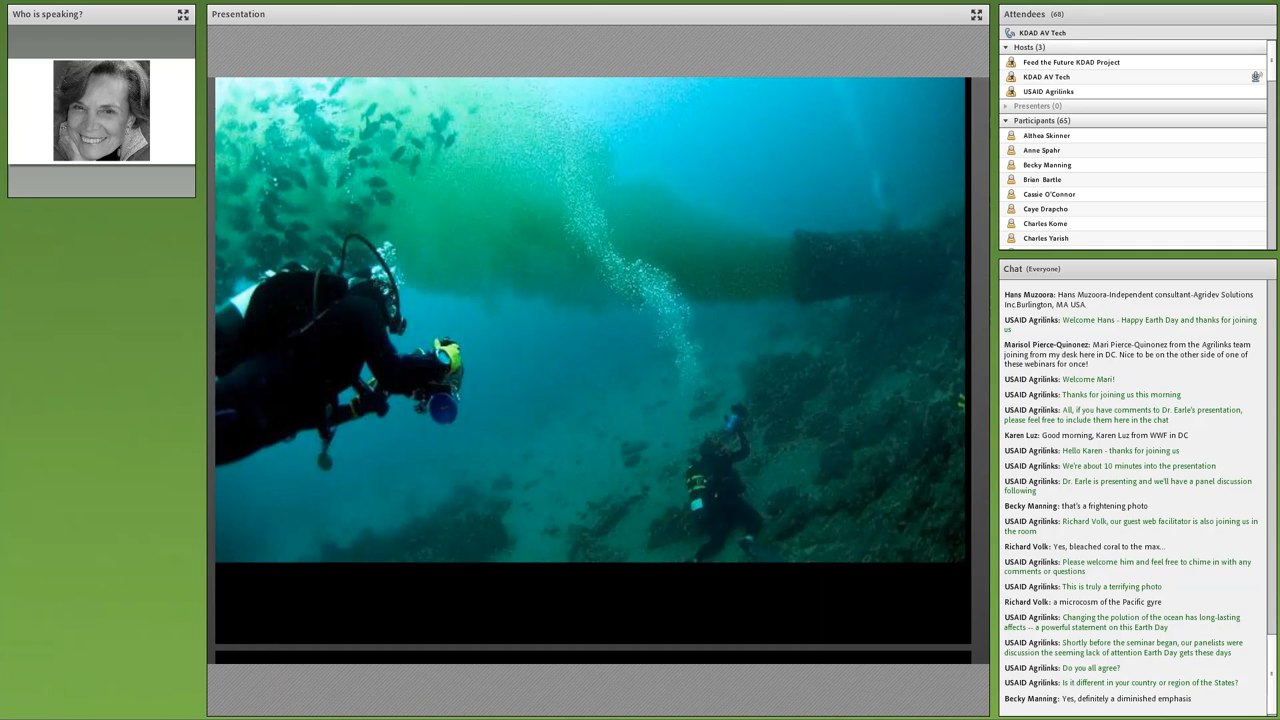 Who is speaking?
Presentation
Attendees (68)
KDAD AV Tech
Hosts (3)
Feed the Future KDAD Project
KDAD AV Tech
USAID Agrilinks
Presenters (0)
Participants (65)
Althea Skinner
Anne Spahr
Becky Manning
Brian Bartle
Cassie O'Connor
Caye Drapcho
Charles Kome
Charles Yarish
Chat (Everyone)
Hans Muzoora: Hans Muzoora-Independent consultant-Agridev Solutions
Inc.Burlington, MA USA.
USAID Agrilinks: Welcome Hans - Happy Earth Day and thanks for joining
us
Marisol Pierce-Quinonez: Mari Pierce-Quinonez from the Agrilinks team
joining from my desk here in DC. Nice to be on the other side of one of
these webinars for once!
USAID Agrilinks: Welcome Mari!
USAID Agrilinks: Thanks for joining us this morning
USAID Agrilinks: All, if you have comments to Dr. Earle's presentation,
please feel free to include them here in the chat
Karen Luz: Good morning, Karen Luz from WWF in DC
USAID Agrilinks: Hello Karen - thanks for joining us
USAID Agrilinks: We're about 10 minutes into the presentation
USAID Agrilinks: Dr. Earle is presenting and we'll have a panel discussion
following
Becky Manning: that's a frightening photo
USAID Agrilinks: Richard Volk, our guest web facilitator is also joining us in
the room
Richard Volk: Yes, bleached coral to the max...
USAID Agrilinks: Please welcome him and feel free to chime in with any
comments or questions
USAID Agrilinks: This is truly a terrifying photo
Richard Volk: a microcosm of the Pacific gyre
USAID Agrilinks: Changing the polution of the ocean has long-lasting
affects -- a powerful statement on this Earth Day
USAID Agrilinks: Shortly before the seminar began, our panelists were
discussion the seeming lack of attention Earth Day gets these days
USAID Agrilinks: Do you all agree?
USAID Agrilinks: Is it different in your country or region of the States?
Becky Manning: Yes, definitely a diminished emphasis